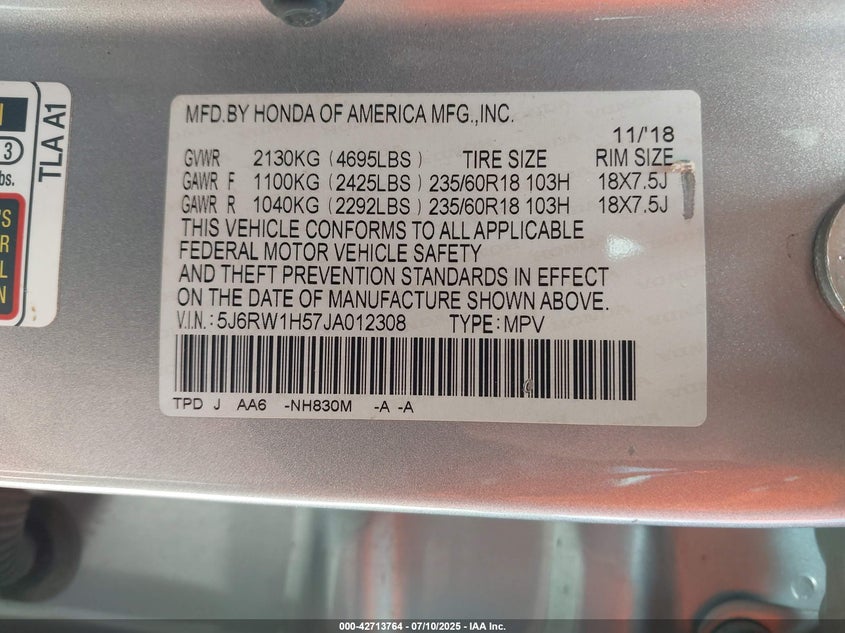 MFD.BY HONDA OF AMERICA MFG.,INC.
11/'18
GVWR 2130KG (4695LBS) TIRE SIZE RIM SIZE
GAWR F 1100KG (2425LBS) 235/60R18 103H 18X7.5J
GAWR R 1040KG (2292LBS) 235/60R18 103H 18X7.5J
THIS VEHICLE CONFORMS TO ALL APPLICABLE
FEDERAL MOTOR VEHICLE SAFETY
AND THEFT PREVENTION STANDARDS IN EFFECT
ON THE DATE OF MANUFACTURE SHOWN ABOVE.
V.I.N.: 5J6RW1H57JA012308 TYPE: MPV
TPD J AA6 -NH830M -A -A
TLA A1
3
bs.
'S
R
L
N
000-42713764 - 07/10/2025 - IAA Inc.